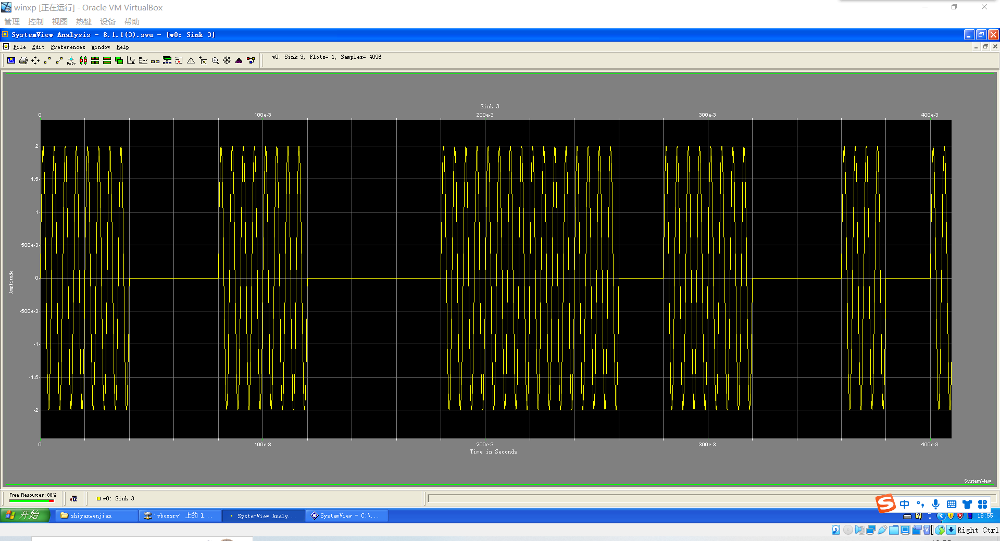 winxp [正在运行] - Oracle VM VirtualBox
管理 控制 视图 热键 设备 帮助
SystemView Analysis - 8.1.1(3).svu - [w0: Sink 3]
File Edit Preferences Window Help
w0: Sink 3, Plots= 1, Samples= 4096
Sink 3
0 100e-3 200e-3 300e-3 400e-3
2
1.5
1
500e-3
0
Amplitude
-500e-3
-1
-1.5
-2
0 100e-3 200e-3 300e-3 400e-3
Time in Seconds
SystemView
Free Resources: 88%
w0: Sink 3
中
开始 shiyanwenjian 'vboxsrv' 上的 l... SystemView Analy... SystemView - C:\... 19:55
Right Ctrl